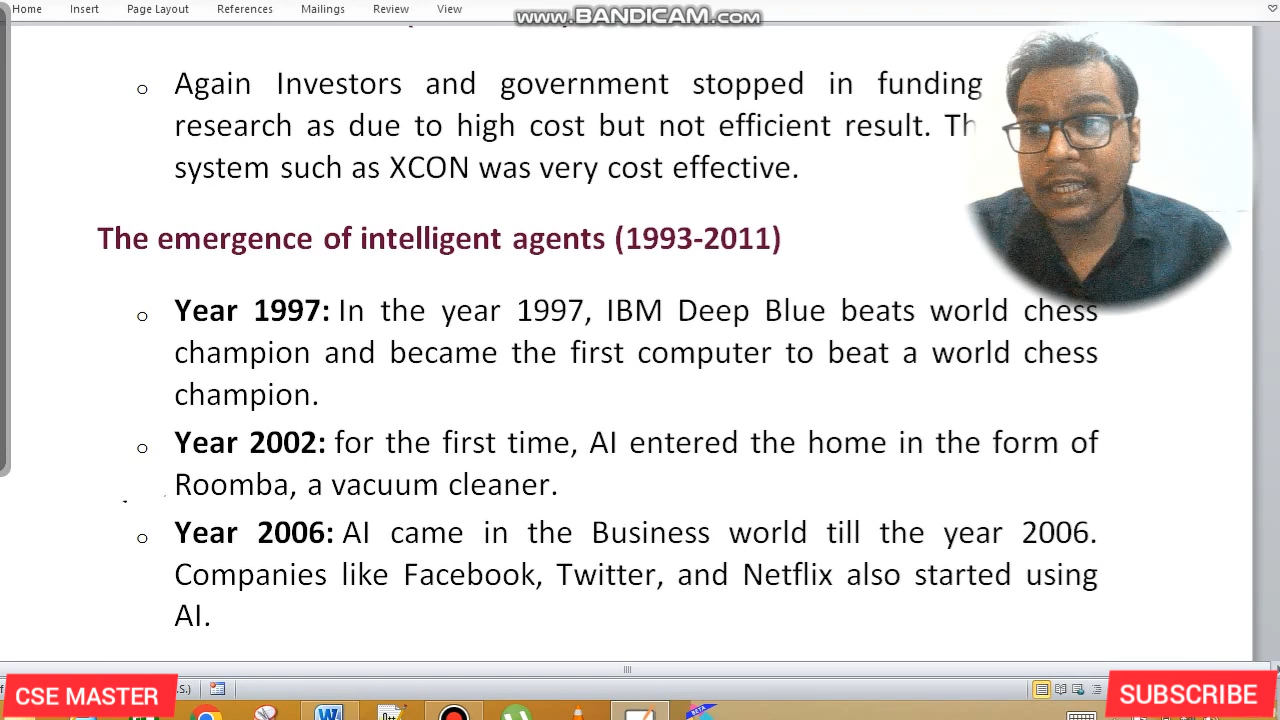 Home Insert Page Layout References Mailings Review View
www.BANDICAM.com
o Again Investors and government stopped in funding
research as due to high cost but not efficient result. Th
system such as XCON was very cost effective.
The emergence of intelligent agents (1993-2011)
o Year 1997: In the year 1997, IBM Deep Blue beats world chess
champion and became the first computer to beat a world chess
champion.
o Year 2002: for the first time, AI entered the home in the form of
Roomba, a vacuum cleaner.
o Year 2006: AI came in the Business world till the year 2006.
Companies like Facebook, Twitter, and Netflix also started using
AI.
CSE MASTER
S.)
SUBSCRIBE